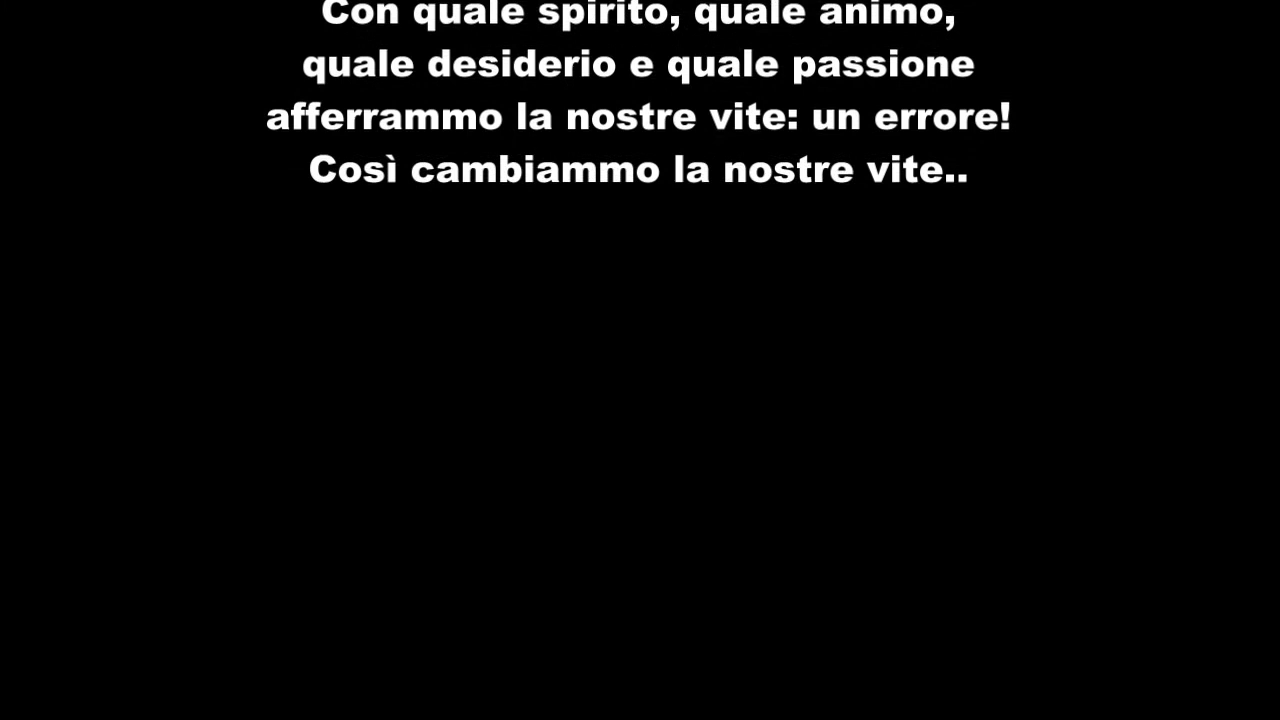 Con quale spirito, quale animo,
quale desiderio e quale passione
afferrammo la nostre vite: un errore!
Così cambiammo la nostre vite..